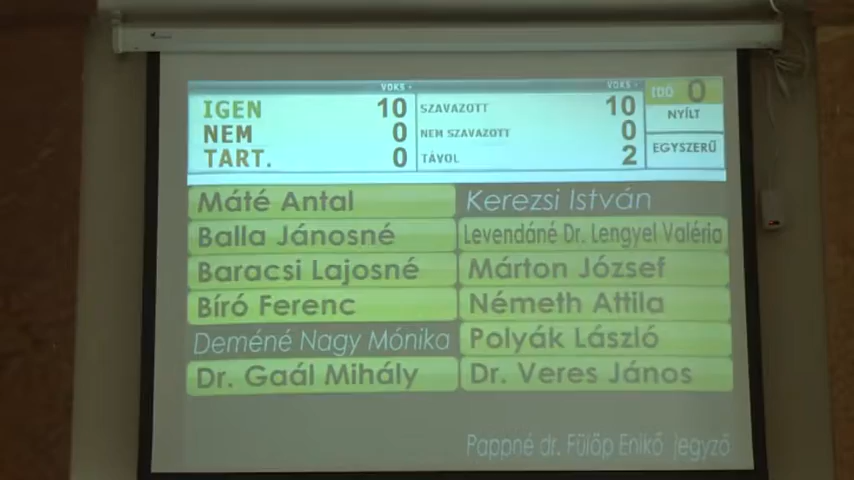 VOKS VOKS IDŐ 0
IGEN 10 SZAVAZOTT 10 NYÍLT
NEM 0 NEM SZAVAZOTT 0
TART. 0 TÁVOL 2 EGYSZERŰ
Máté Antal Kerezsi István
Balla Jánosné Levendáné Dr. Lengyel Valéria
Baracsi Lajosné Márton József
Bíró Ferenc Németh Attila
Deméné Nagy Mónika Polyák László
Dr. Gaál Mihály Dr. Veres János
Pappné dr. Fülöp Enikő jegyző